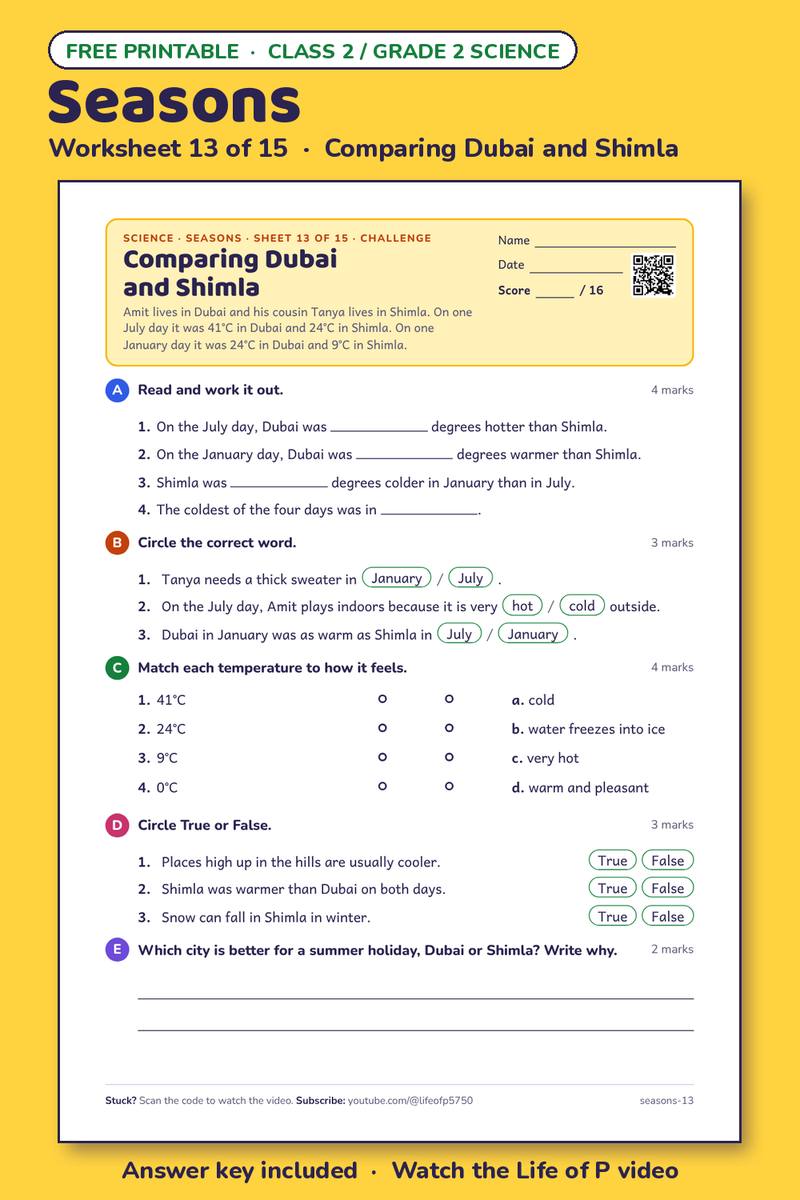 FREE PRINTABLE · CLASS 2 / GRADE 2 SCIENCE
Seasons
Worksheet 13 of 15 · Comparing Dubai and Shimla
SCIENCE · SEASONS · SHEET 13 OF 15 · CHALLENGE
Comparing Dubai
and Shimla
Amit lives in Dubai and his cousin Tanya lives in Shimla. On one
July day it was 41°C in Dubai and 24°C in Shimla. On one
January day it was 24°C in Dubai and 9°C in Shimla.
Name ____________
Date ____________
Score ______ / 16
A Read and work it out. 4 marks
1. On the July day, Dubai was ____________ degrees hotter than Shimla.
2. On the January day, Dubai was ____________ degrees warmer than Shimla.
3. Shimla was ____________ degrees colder in January than in July.
4. The coldest of the four days was in ____________.
B Circle the correct word. 3 marks
1. Tanya needs a thick sweater in January / July .
2. On the July day, Amit plays indoors because it is very hot / cold outside.
3. Dubai in January was as warm as Shimla in July / January .
C Match each temperature to how it feels. 4 marks
1. 41°C a. cold
2. 24°C b. water freezes into ice
3. 9°C c. very hot
4. 0°C d. warm and pleasant
D Circle True or False. 3 marks
1. Places high up in the hills are usually cooler. True False
2. Shimla was warmer than Dubai on both days. True False
3. Snow can fall in Shimla in winter. True False
E Which city is better for a summer holiday, Dubai or Shimla? Write why. 2 marks
Stuck? Scan the code to watch the video. Subscribe: youtube.com/@lifeofp5750 seasons-13
Answer key included · Watch the Life of P video